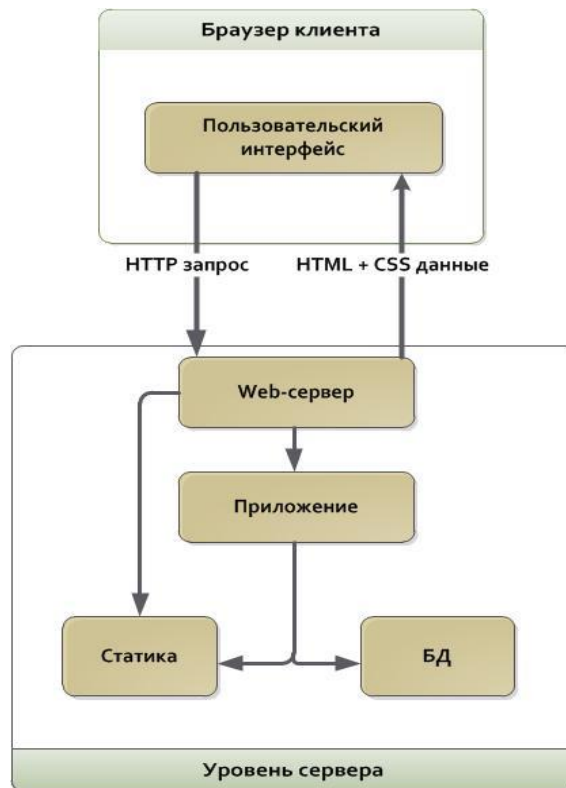 Браузер клиента
Пользовательский
интерфейс
HTTP запрос
HTML + CSS данные
Web-сервер
Приложение
Статика
БД
Уровень сервера